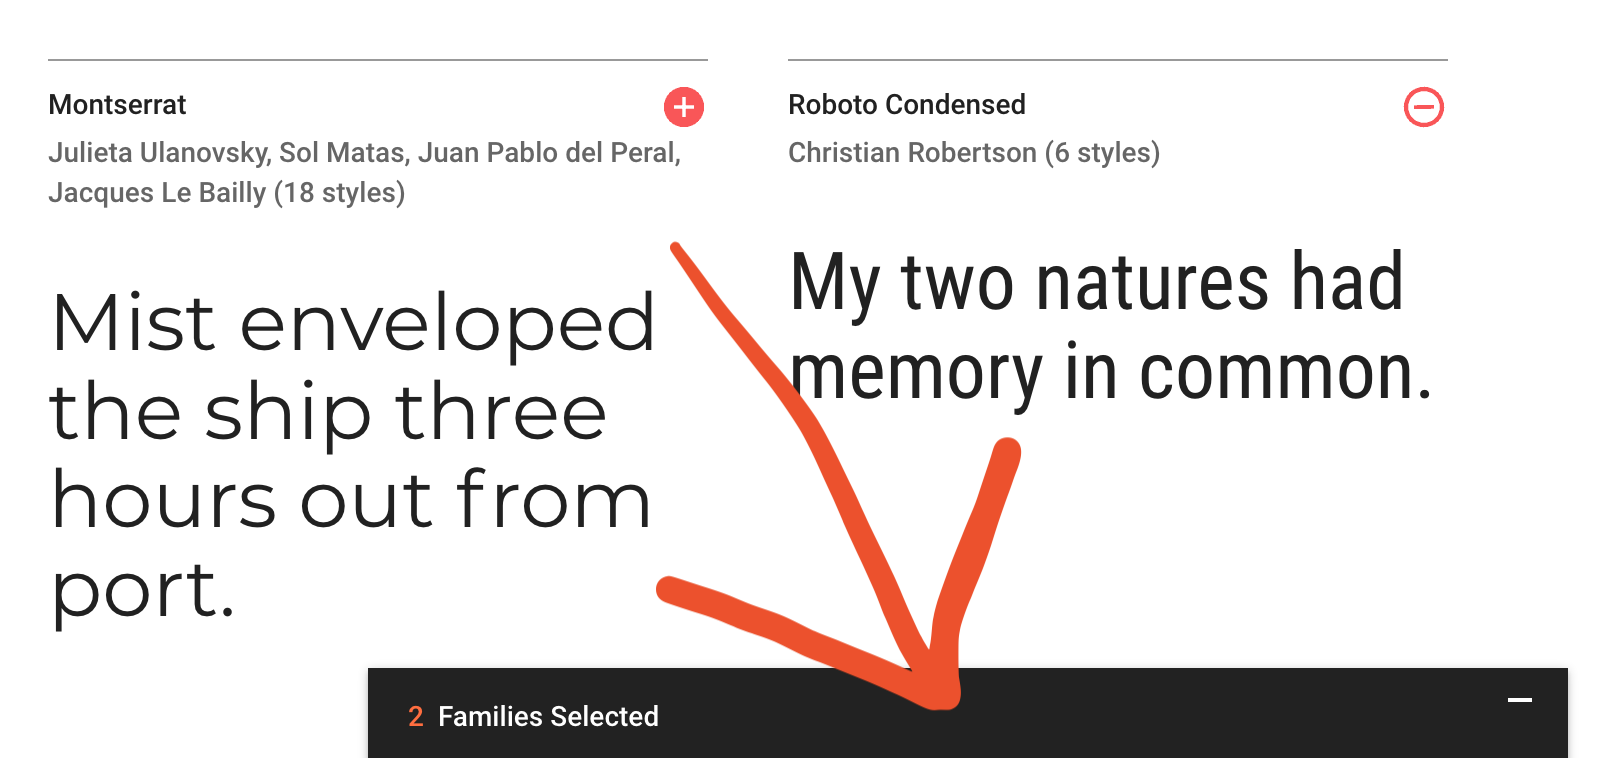 Montserrat
Julieta Ulanovsky, Sol Matas, Juan Pablo del Peral,
Jacques Le Bailly (18 styles)
Mist enveloped
the ship three
hours out from
port.
Roboto Condensed
Christian Robertson (6 styles)
My two natures had
memory in common.
2 Families Selected